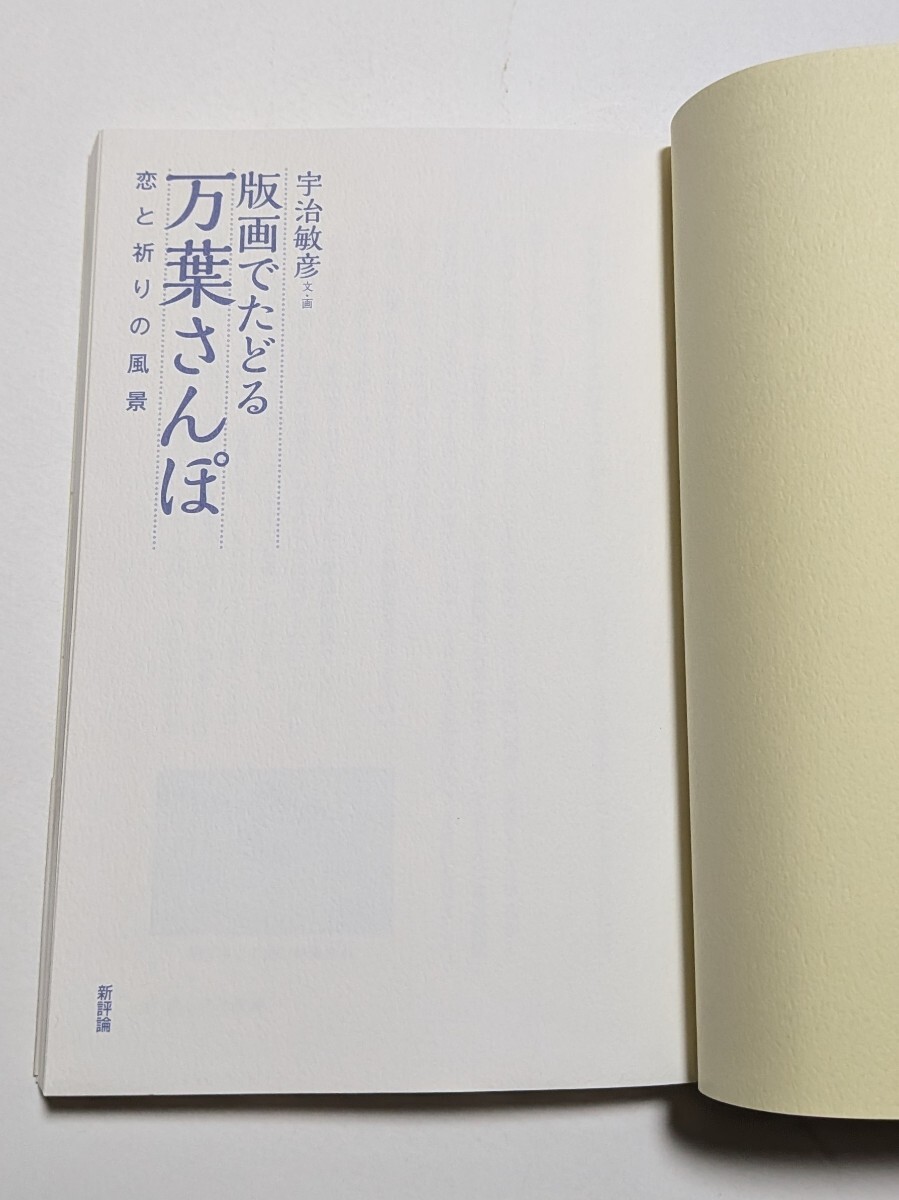 宇治敏彦 文・画
版画でたどる
万葉さんぽ
恋と祈りの風景
新評論